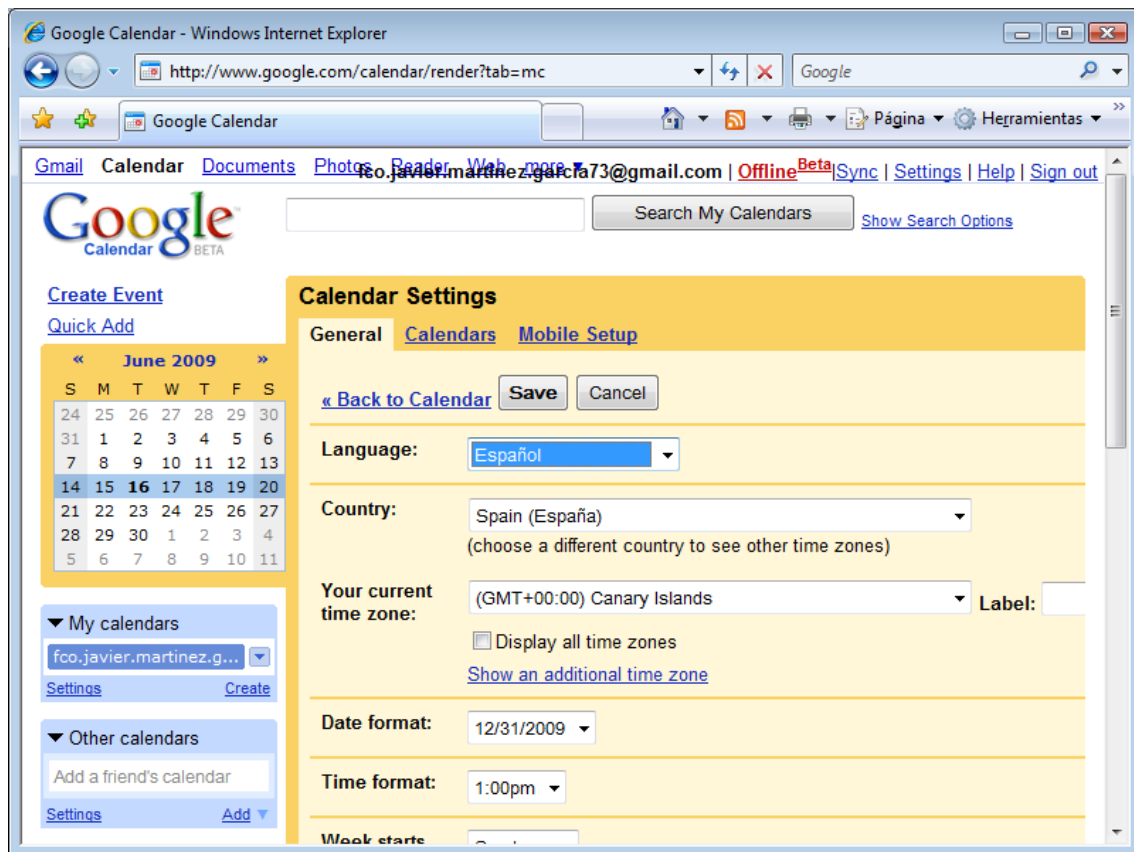 Google Calendar - Windows Internet Explorer
http://www.google.com/calendar/render?tab=mc
Google
Google Calendar
Página
Herramientas
Gmail Calendar Documents Photos Reader Web more ▼ fco.javier.martinez.garcia73@gmail.com | Offline Beta | Sync | Settings | Help | Sign out
Google
Calendar BETA
Search My Calendars
Show Search Options
Create Event
Quick Add
« June 2009 »
S M T W T F S
24 25 26 27 28 29 30
31 1 2 3 4 5 6
7 8 9 10 11 12 13
14 15 16 17 18 19 20
21 22 23 24 25 26 27
28 29 30 1 2 3 4
5 6 7 8 9 10 11
▼ My calendars
fco.javier.martinez.g...
Settings Create
▼ Other calendars
Add a friend's calendar
Settings Add ▼
Calendar Settings
General Calendars Mobile Setup
« Back to Calendar Save Cancel
Language: Español
Country: Spain (España)
(choose a different country to see other time zones)
Your current
time zone:
(GMT+00:00) Canary Islands
Label:
Display all time zones
Show an additional time zone
Date format: 12/31/2009
Time format: 1:00pm
Week starts